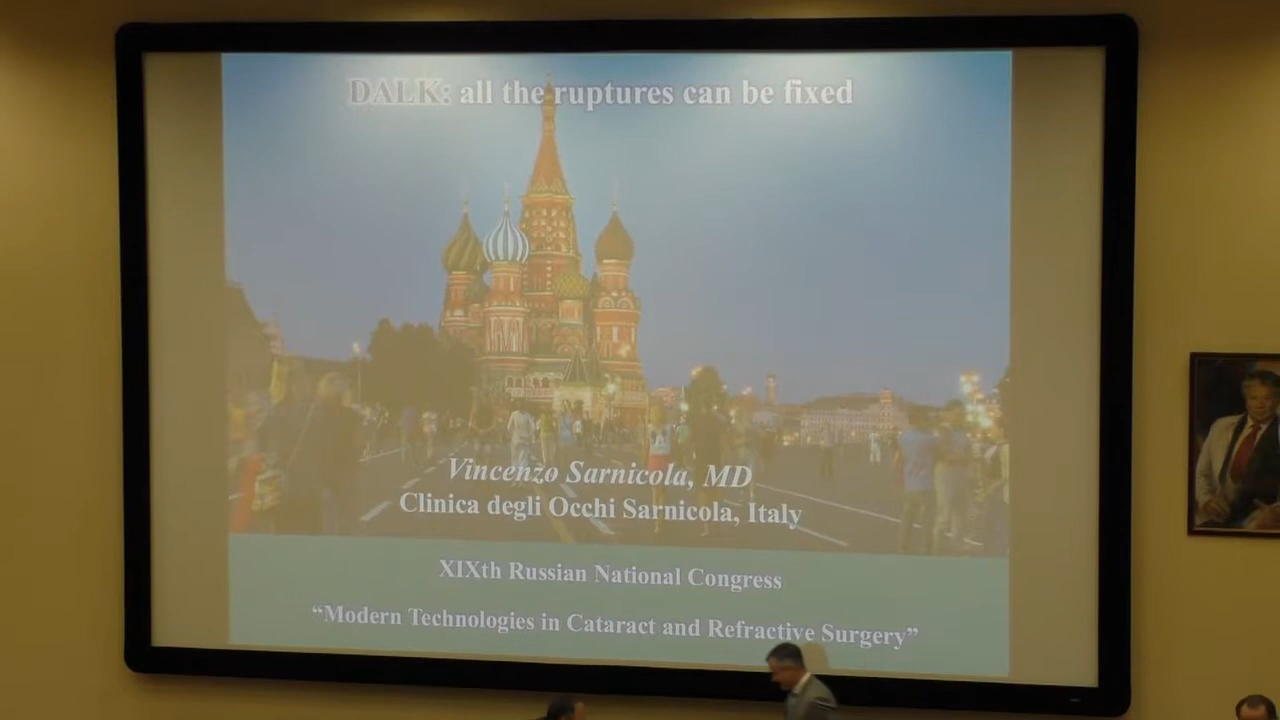 DALK: all the ruptures can be fixed
Vincenzo Sarnicola, MD
Clinica degli Occhi Sarnicola, Italy
XIXth Russian National Congress
“Modern Technologies in Cataract and Refractive Surgery”